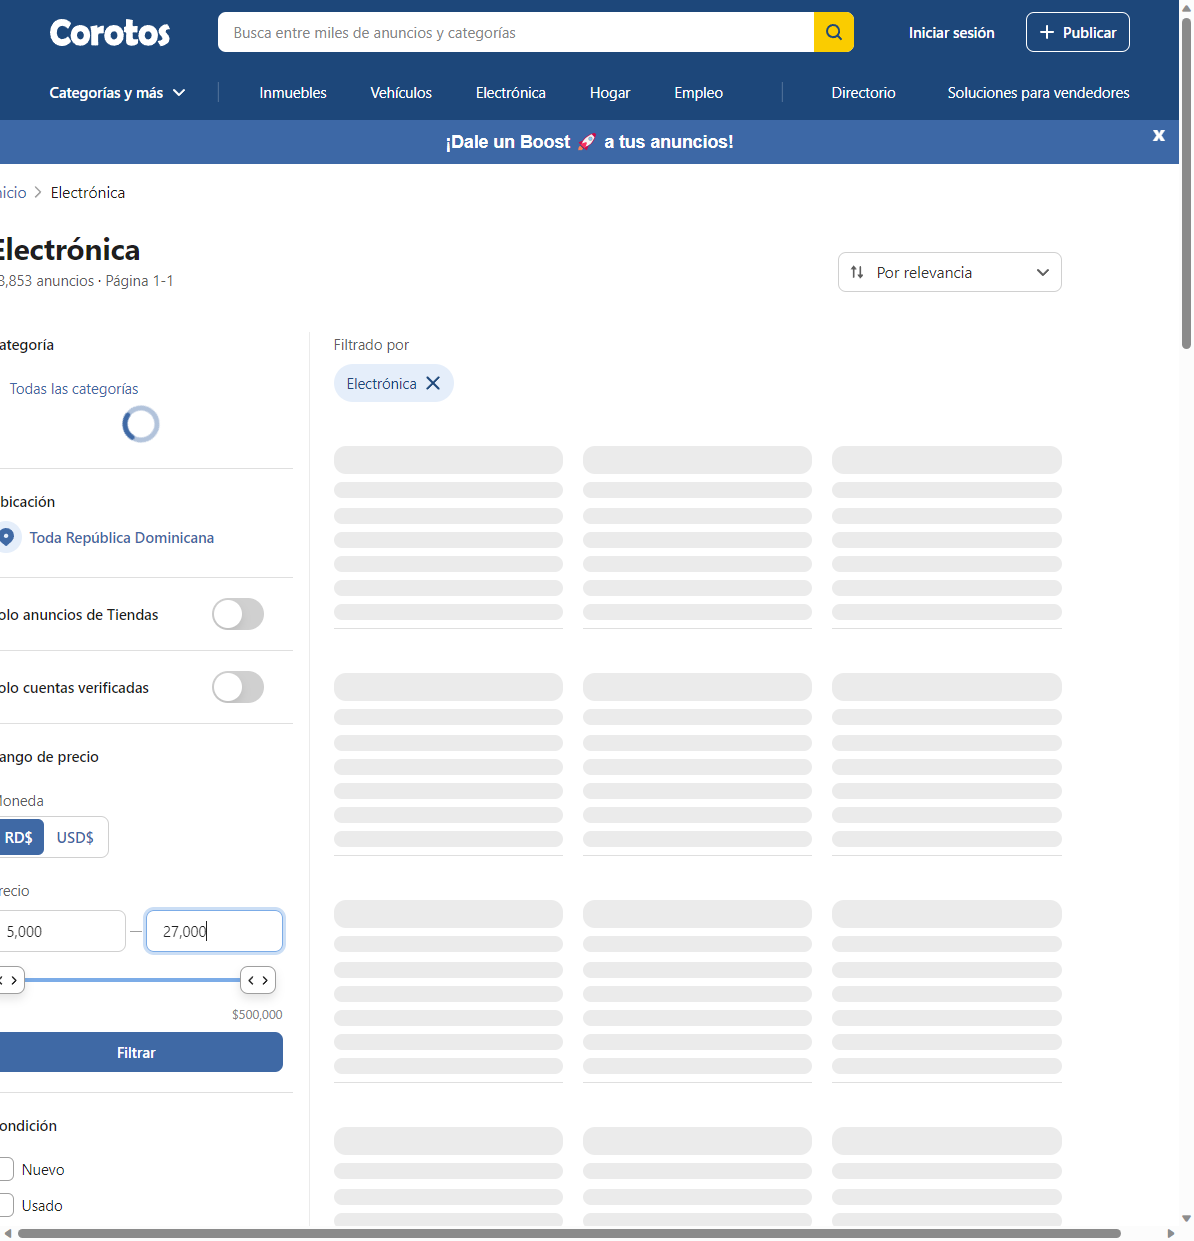 Corotos
Busca entre miles de anuncios y categorías
Iniciar sesión
Publicar
Categorías y más
Inmuebles
Vehículos
Electrónica
Hogar
Empleo
Directorio
Soluciones para vendedores
¡Dale un Boost 🚀 a tus anuncios!
x
nicio > Electrónica
Electrónica
3,853 anuncios · Página 1-1
Por relevancia
ategoría
Todas las categorías
bicación
Toda República Dominicana
olo anuncios de Tiendas
olo cuentas verificadas
ango de precio
Moneda
RD$
USD$
recio
5,000
—
27,000
$500,000
Filtrar
ondición
Nuevo
Usado
Filtrado por
Electrónica